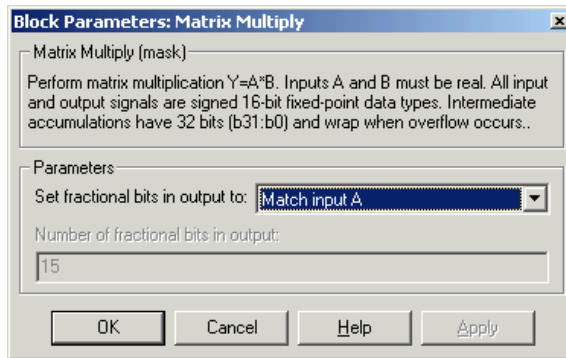 Block Parameters: Matrix Multiply
Matrix Multiply (mask)
Perform matrix multiplication Y=A*B. Inputs A and B must be real. All input
and output signals are signed 16-bit fixed-point data types. Intermediate
accumulations have 32 bits (b31:b0) and wrap when overflow occurs..
Parameters
Set fractional bits in output to: Match input A
Number of fractional bits in output:
15
OK Cancel Help Apply